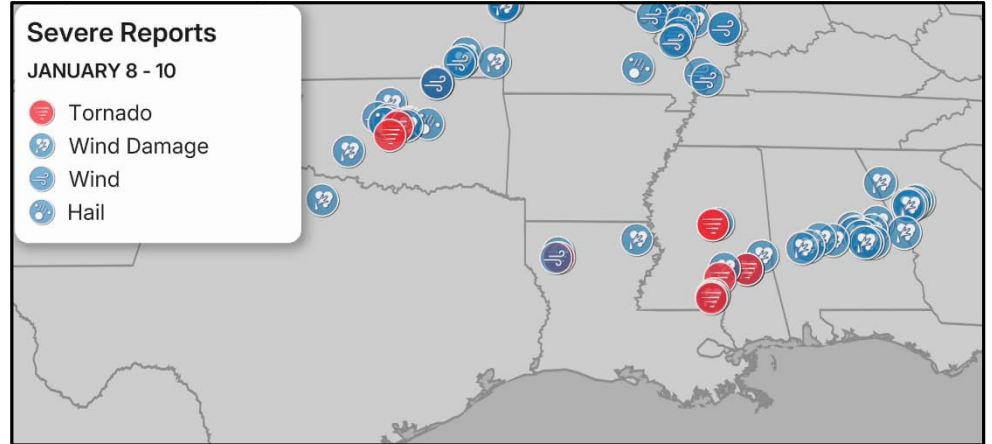 Severe Reports
JANUARY 8 - 10
Tornado
Wind Damage
Wind
Hail